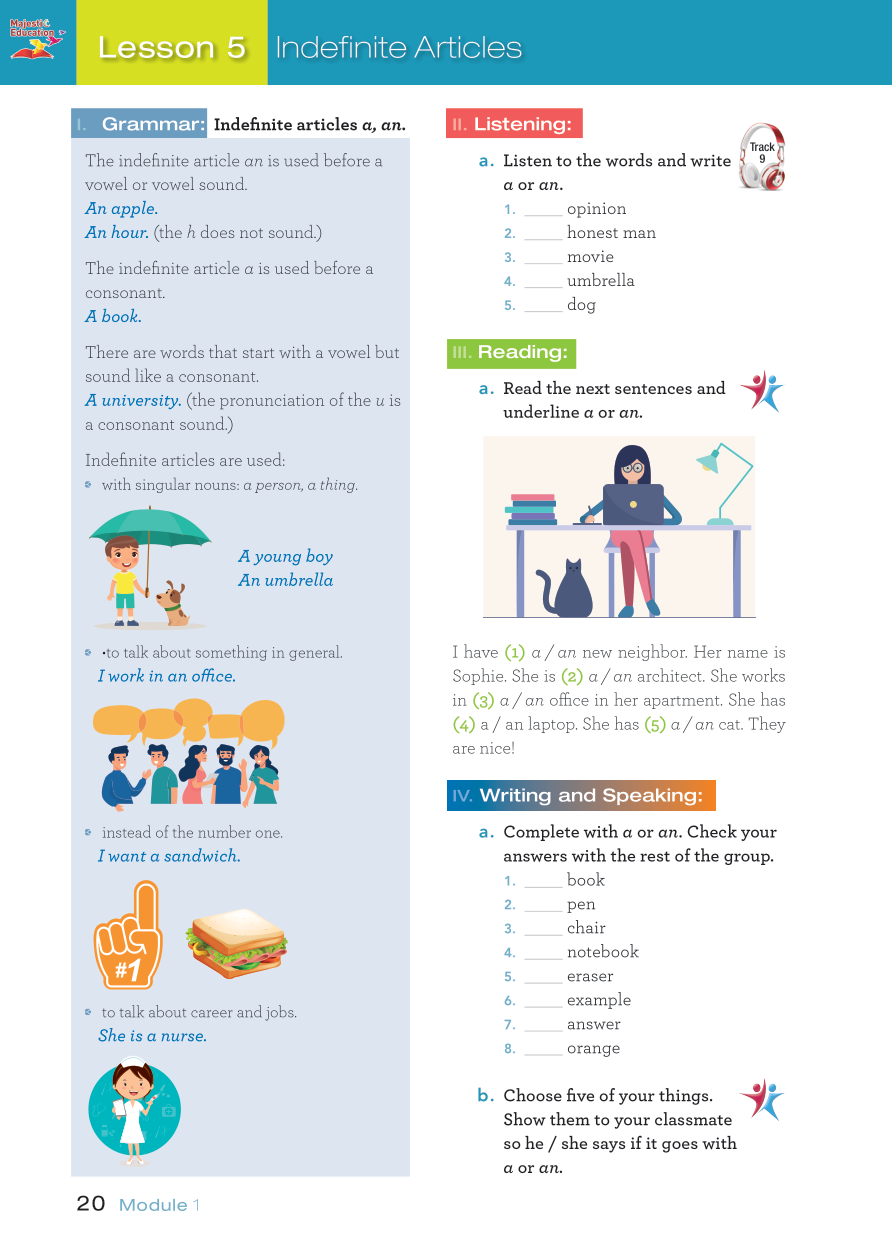 Majestic
Education
Lesson 5
Indefinite Articles
I. Grammar: Indefinite articles a, an.
The indefinite article an is used before a
vowel or vowel sound.
An apple.
An hour. (the h does not sound.)
The indefinite article a is used before a
consonant.
A book.
There are words that start with a vowel but
sound like a consonant.
A university. (the pronunciation of the u is
a consonant sound.)
Indefinite articles are used:
with singular nouns: a person, a thing.
A young boy
An umbrella
·to talk about something in general.
I work in an office.
instead of the number one.
I want a sandwich.
#1
to talk about career and jobs.
She is a nurse.
II. Listening:
a. Listen to the words and write
a or an.
Track
9
1. _____ opinion
2. _____ honest man
3. _____ movie
4. _____ umbrella
5. _____ dog
III. Reading:
a. Read the next sentences and
underline a or an.
I have (1) a / an new neighbor. Her name is
Sophie. She is (2) a / an architect. She works
in (3) a / an office in her apartment. She has
(4) a / an laptop. She has (5) a / an cat. They
are nice!
IV. Writing and Speaking:
a. Complete with a or an. Check your
answers with the rest of the group.
1. _____ book
2. _____ pen
3. _____ chair
4. _____ notebook
5. _____ eraser
6. _____ example
7. _____ answer
8. _____ orange
b. Choose five of your things.
Show them to your classmate
so he / she says if it goes with
a or an.
20 Module 1